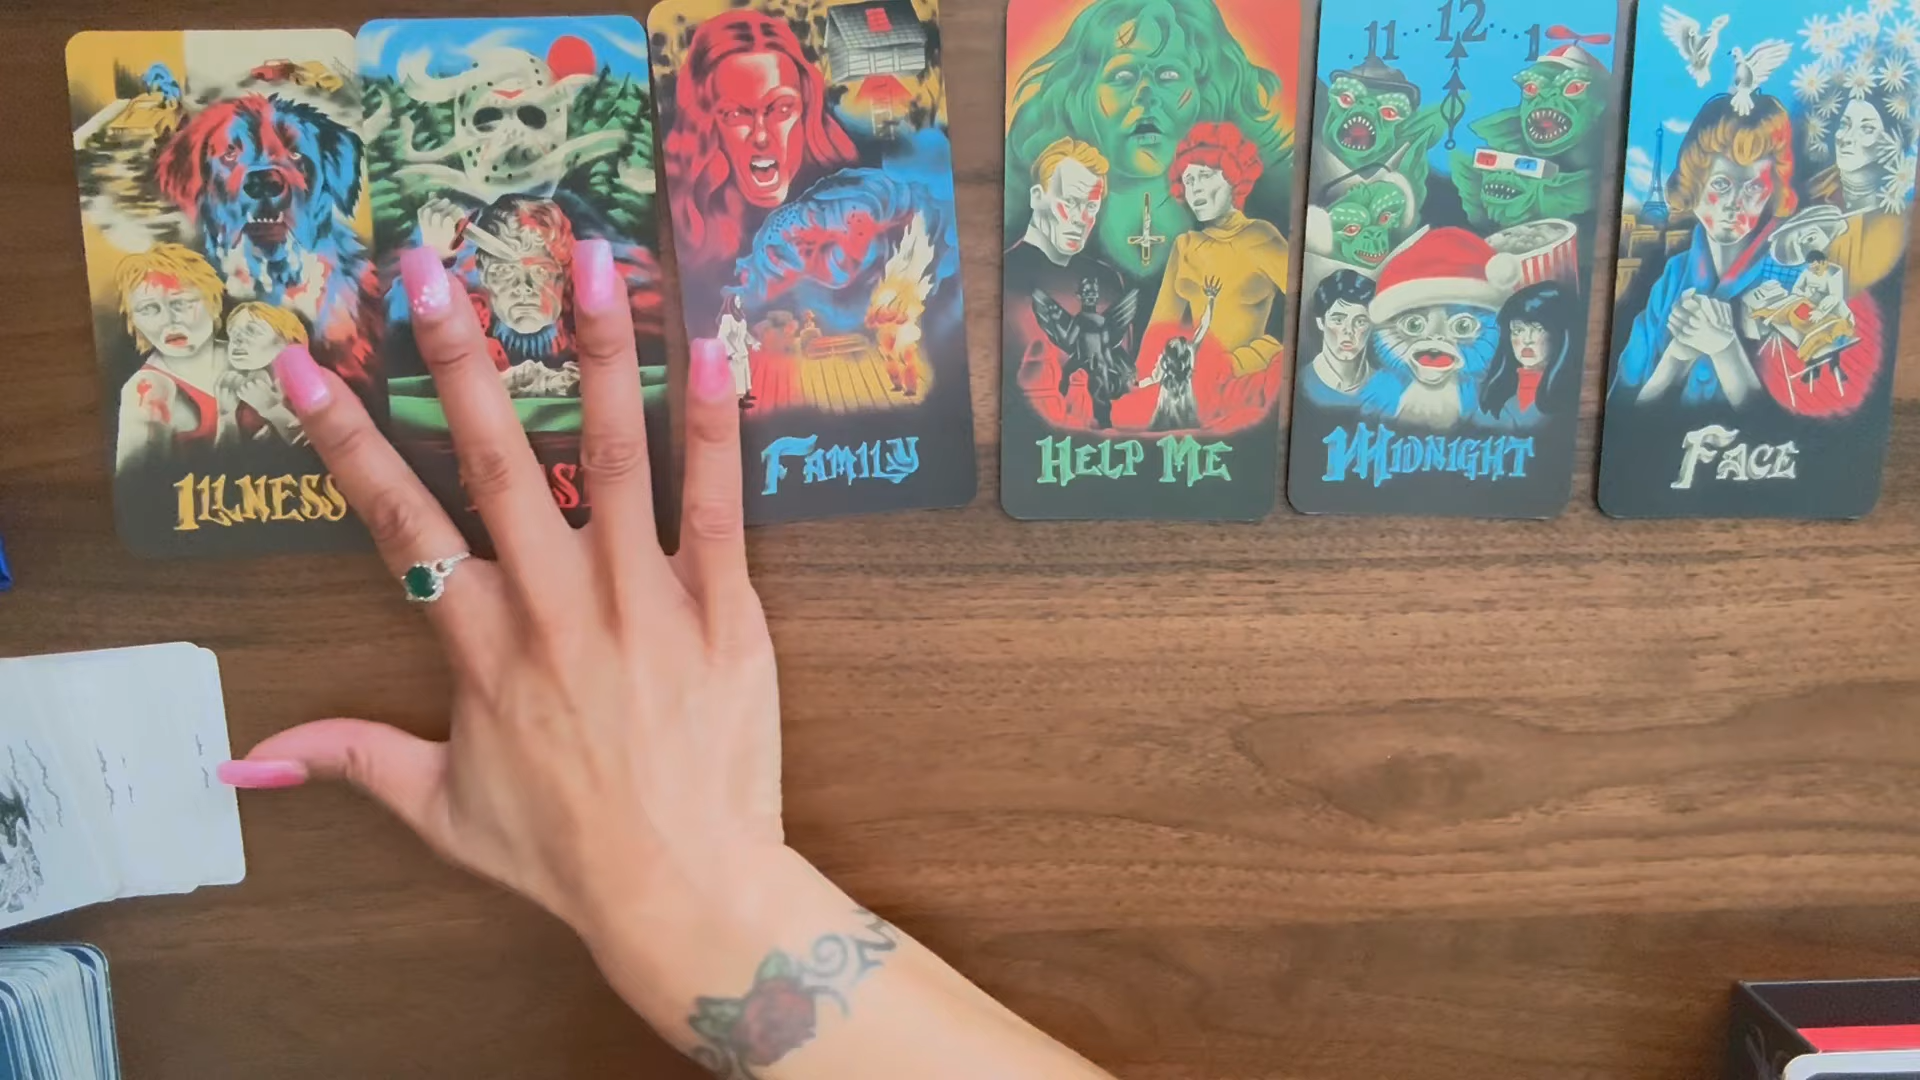 11 12 1
ILLNESS
FAMILY
HELP ME
MIDNIGHT
FACE